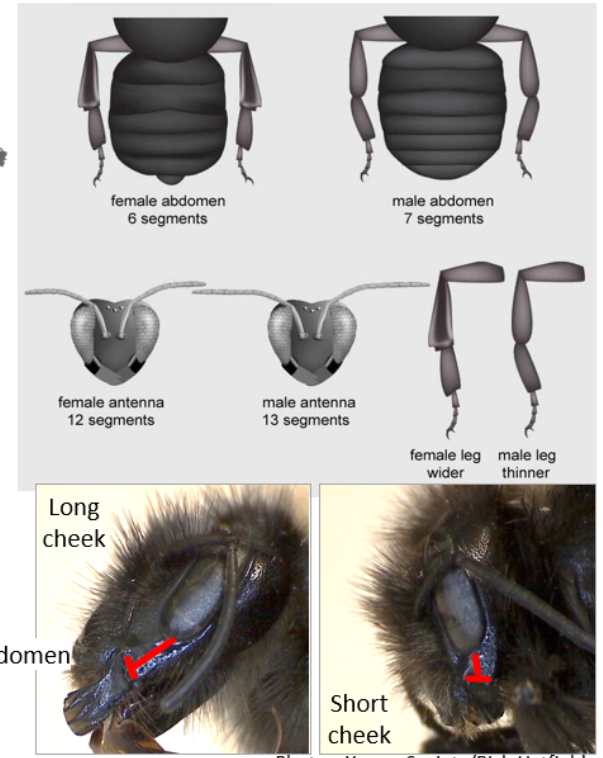 female abdomen
6 segments
male abdomen
7 segments
female antenna
12 segments
male antenna
13 segments
female leg
wider
male leg
thinner
Long
cheek
domen
Short
cheek